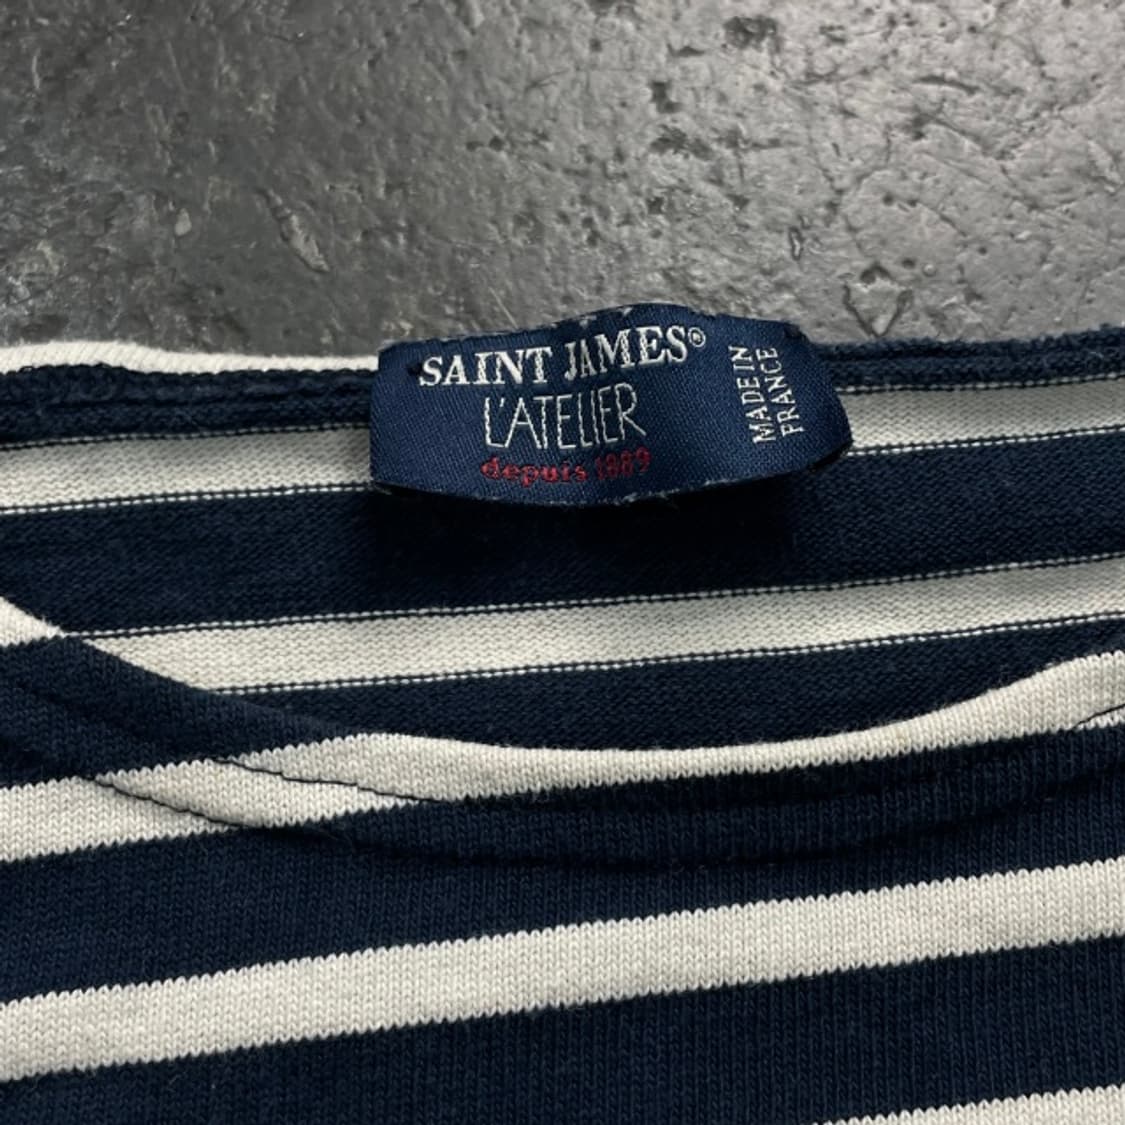 SAINT JAMES®
L'ATELIER
depuis 1889
MADE IN
FRANCE